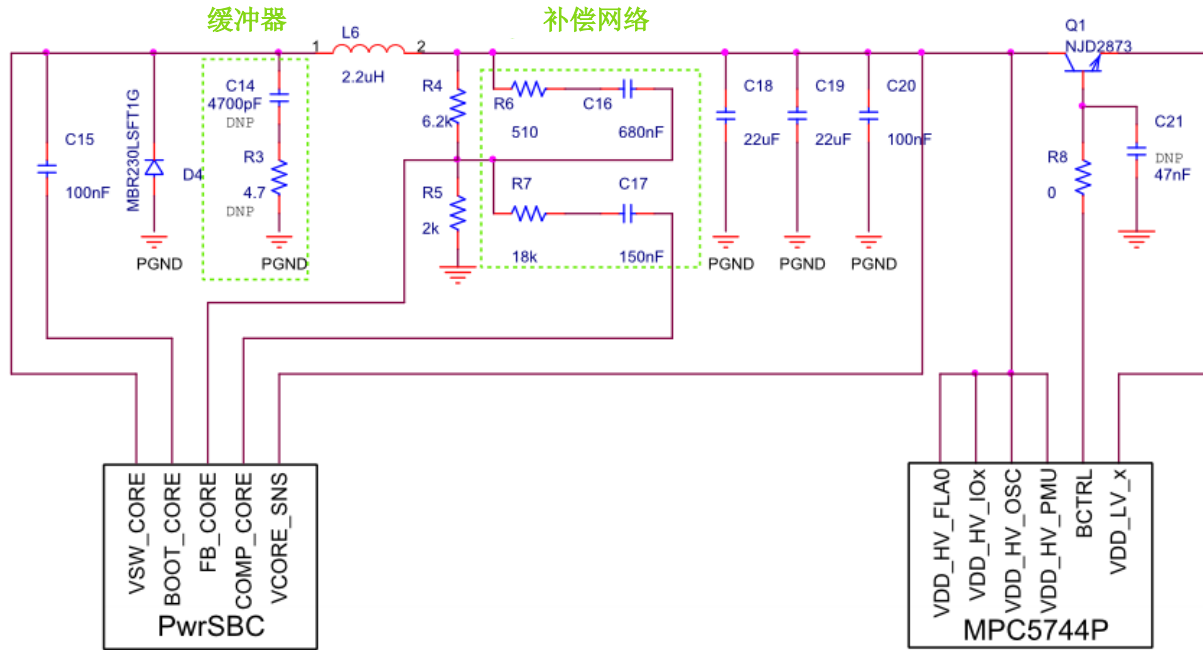 缓冲器
补偿网络
Q1
NJD2873
L6
1
2
2.2uH
C14
4700pF
DNP
R3
4.7
DNP
C15
100nF
MBR230LSFT1G
D4
PGND
PGND
R4
6.2k
R5
2k
R6
510
C16
680nF
R7
18k
C17
150nF
C18
22uF
C19
22uF
C20
100nF
PGND
PGND
PGND
R8
0
C21
DNP
47nF
VSW_CORE
BOOT_CORE
FB_CORE
COMP_CORE
VCORE_SNS
PwrSBC
VDD_HV_FLA0
VDD_HV_IOx
VDD_HV_OSC
VDD_HV_PMU
BCTRL
VDD_LV_x
MPC5744P